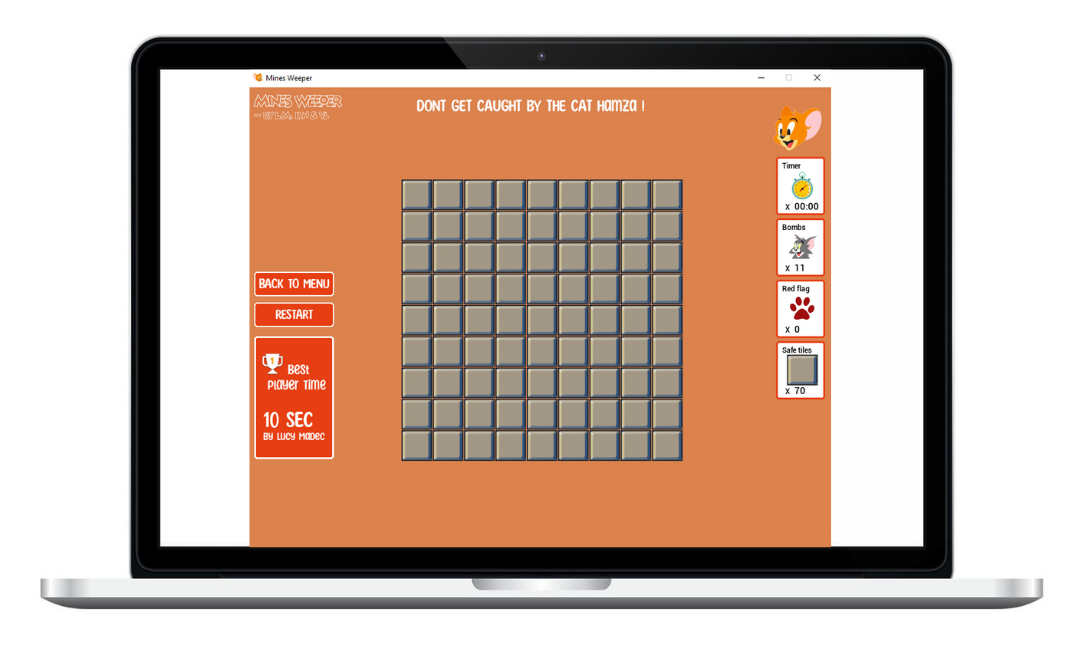 Mines Weeper
MINES WEEPER
DONT GET CAUGHT BY THE CAT Hamza !
Timer
x 00:00
Bombs
x 11
Red flag
x 0
Safe tiles
x 70
BACK TO MENU
RESTART
1
Best
Player Time
10 SEC
BY LUCY MADEC